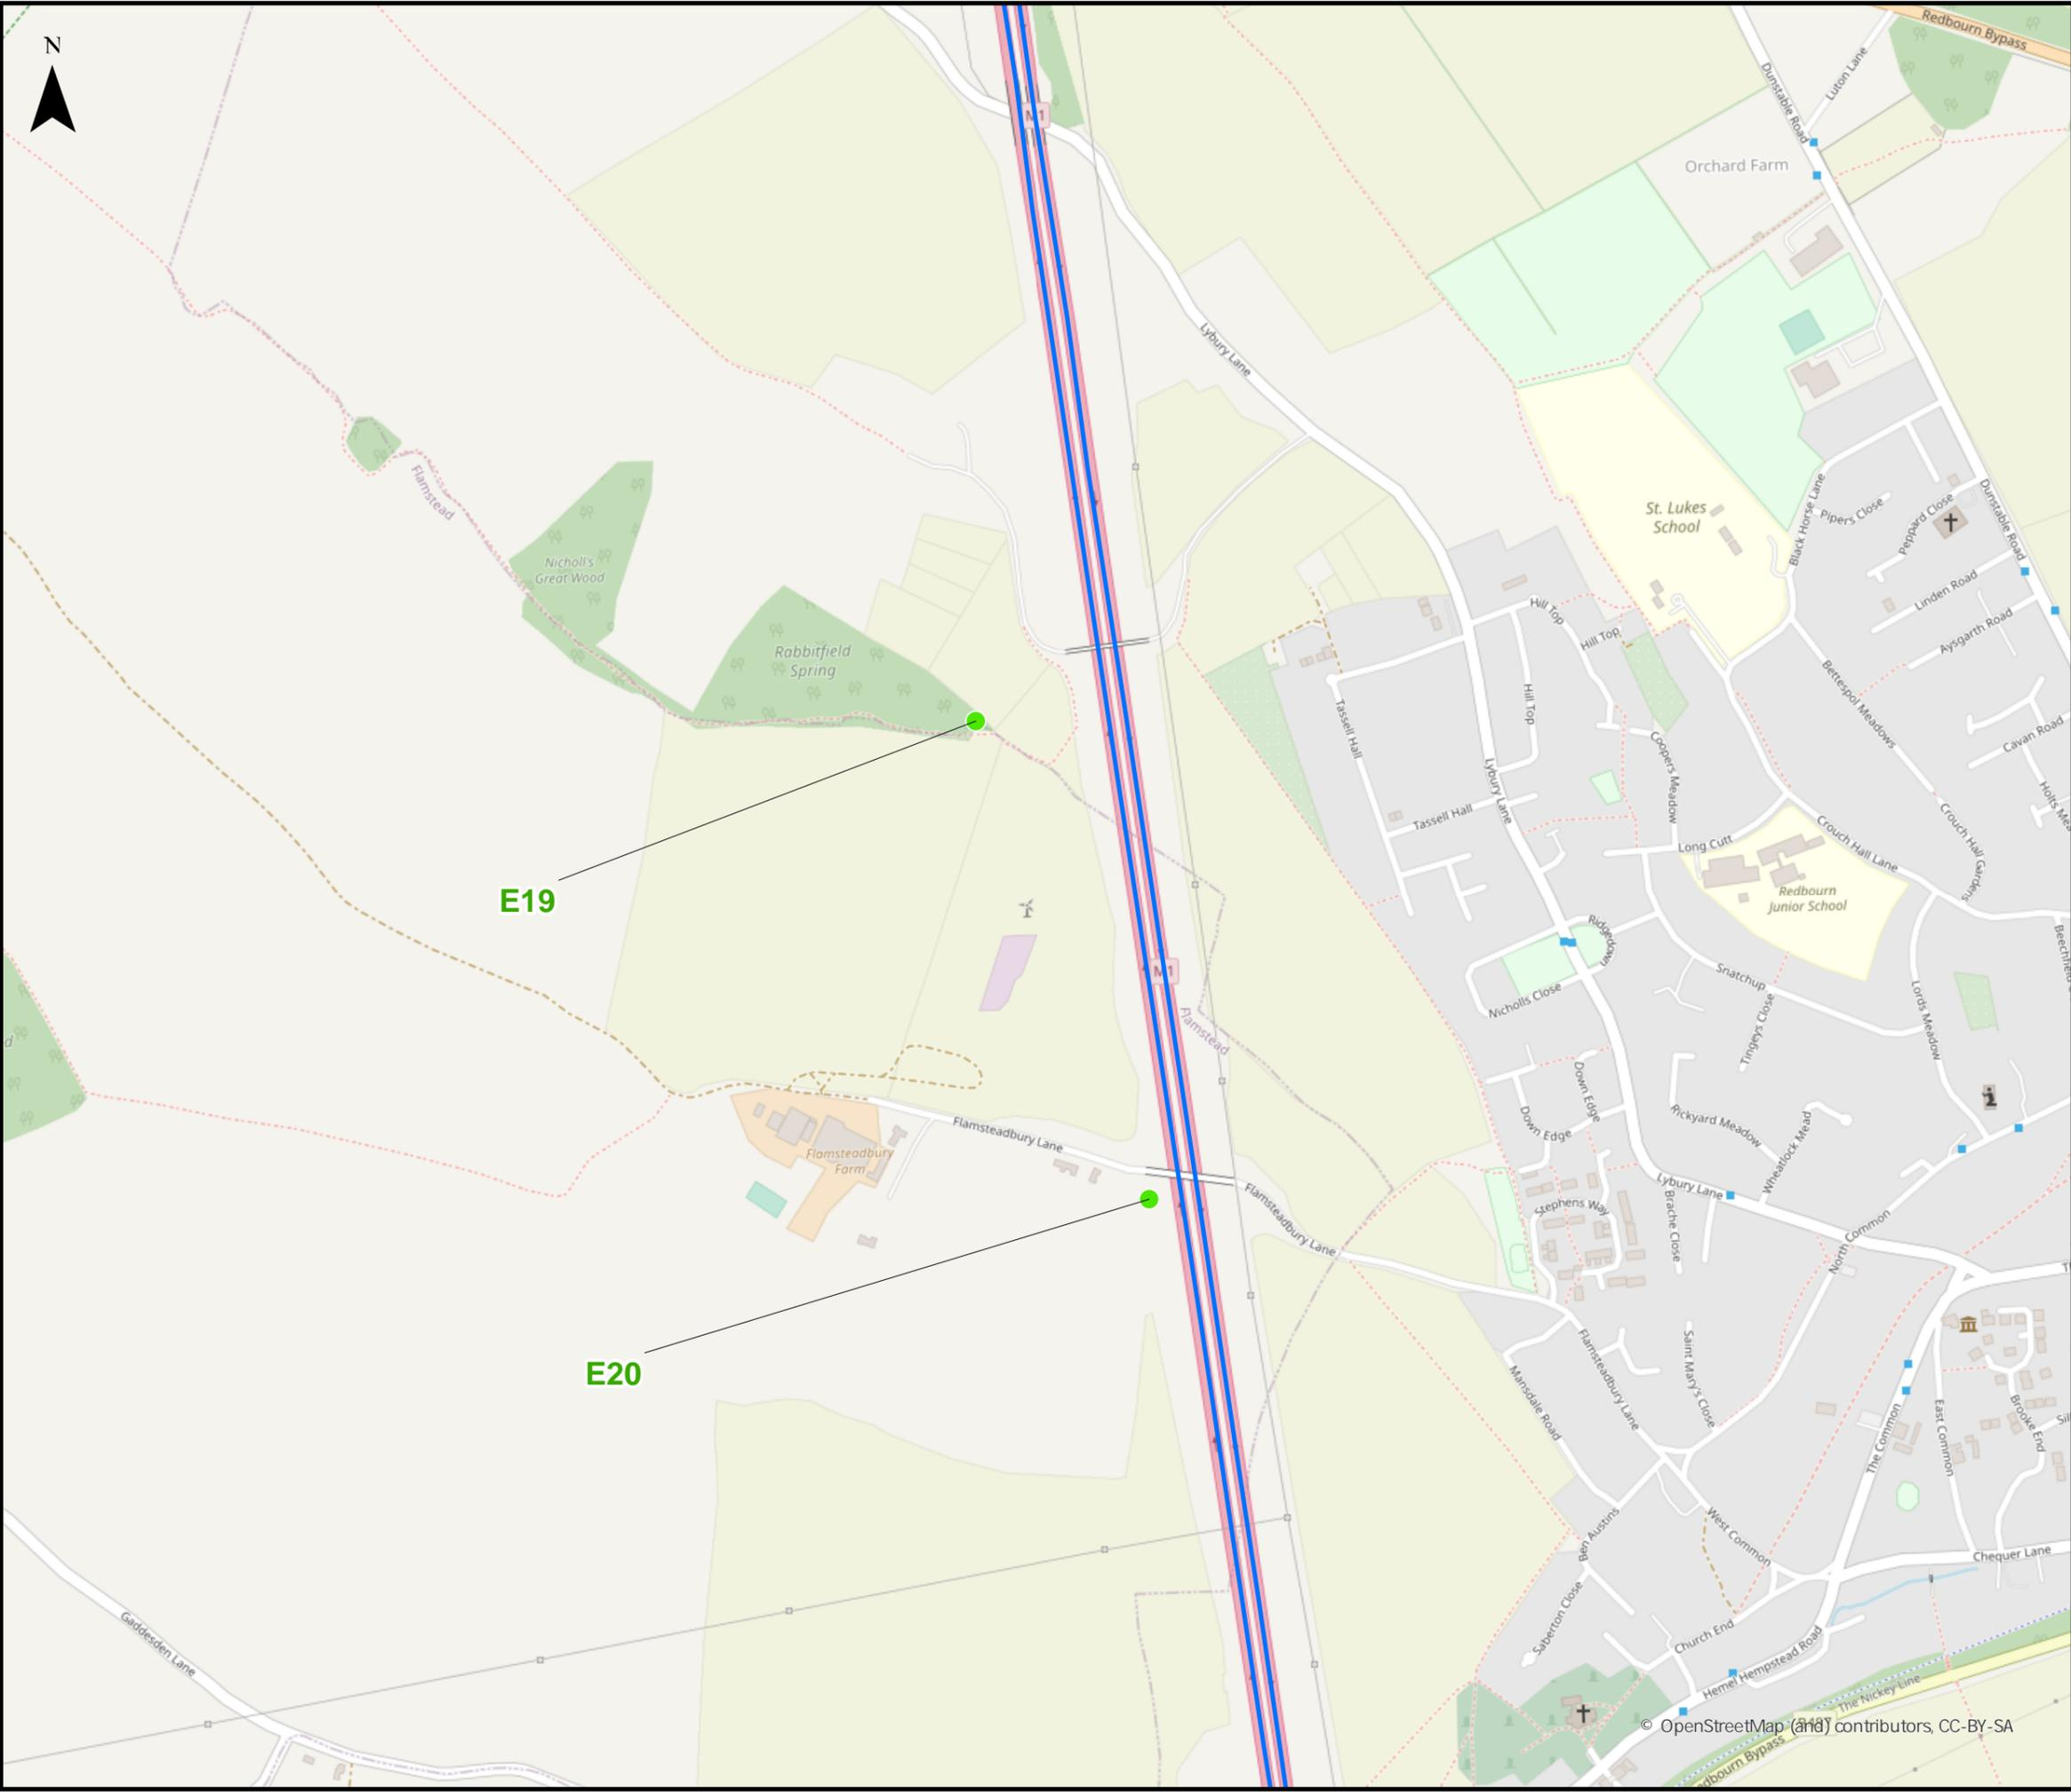 N
Redbourn Bypass
Luton Lane
Dunstable Road
M1
Orchard Farm
Lybury Lane
Flamstead
St. Lukes
School
Black Horse Lane
Pipers Close
Peppard Close
Dunstable Road
Nicholl's
Great Wood
Linden Road
Aysgarth Road
Hill Top
Hill Top
Hill Top
Rabbitfield
Spring
Bettespol Meadows
Cavan Road
Tassell Hall
Coopers Meadow
Lybury Lane
Tassell Hall
Long Cutt
Crouch Hall Lane
Crouch Hall Gardens
E19
Redbourn
Junior School
Ridgedown
M1
Snatchup
Nicholls Close
Lords Meadow
Flamstead
Tingeys Close
Down Edge
Down Edge
Rickyard Meadow
Wheatlock Mead
Flamsteadbury Lane
Flamsteadbury
Farm
Lybury Lane
Stephens Way
Brache Close
North Common
Flamsteadbury Lane
E20
Mansdale Road
Flamsteadbury Lane
Saint Mary's Close
The Common
East Common
Brooke End
West Common
Ben Austins
Chequer Lane
Saberton Close
Church End
Hemel Hempstead Road
Gaddesden Lane
The Nickey Line
© OpenStreetMap (and) contributors, CC-BY-SA